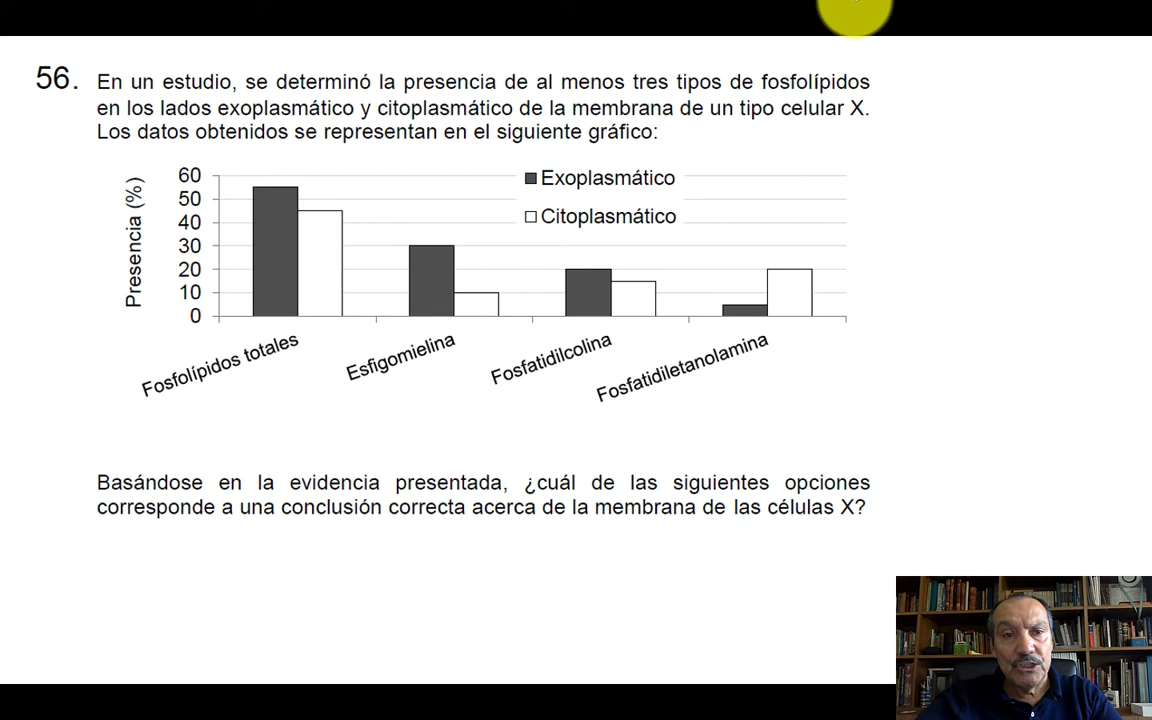 56. En un estudio, se determinó la presencia de al menos tres tipos de fosfolípidos
en los lados exoplasmático y citoplasmático de la membrana de un tipo celular X.
Los datos obtenidos se representan en el siguiente gráfico:
Presencia (%)
60
50
40
30
20
10
0
Exoplasmático
Citoplasmático
Fosfolípidos totales
Esfigomielina
Fosfatidilcolina
Fosfatidiletanolamina
Basándose en la evidencia presentada, ¿cuál de las siguientes opciones
corresponde a una conclusión correcta acerca de la membrana de las células X?